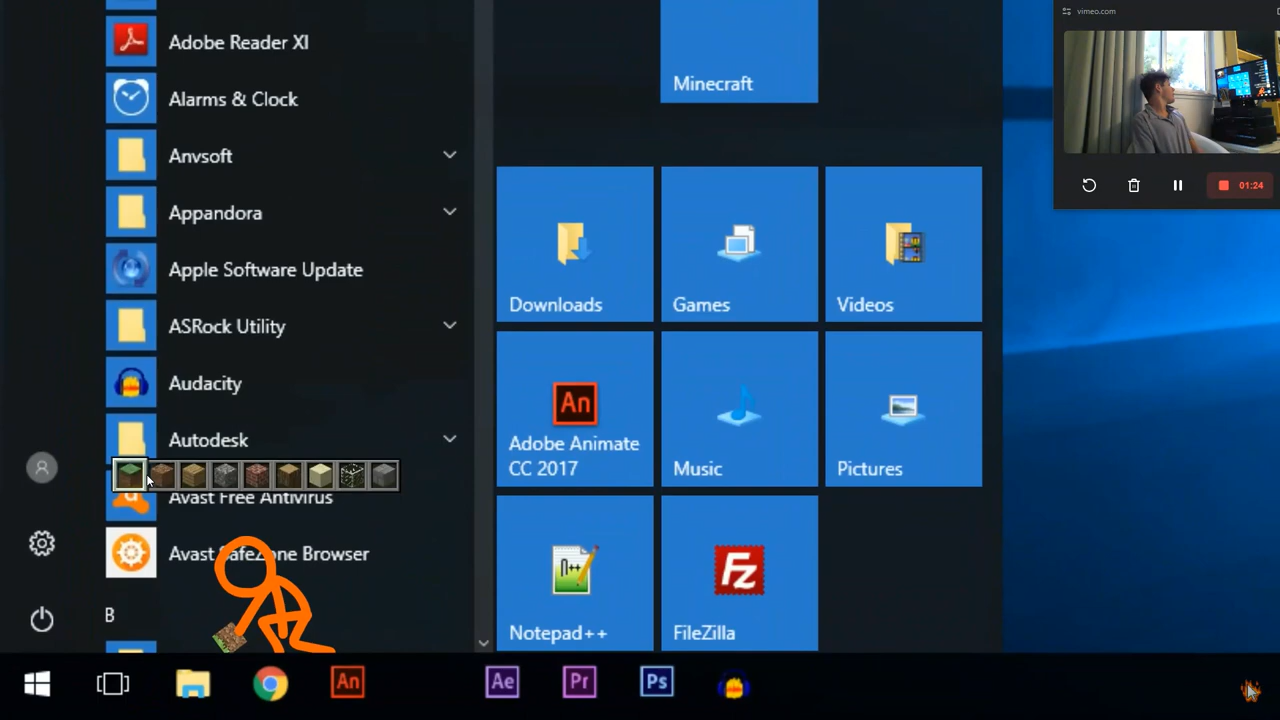 vimeo.com
01:24
Adobe Reader XI
Alarms & Clock
Anvsoft
Appandora
Apple Software Update
ASRock Utility
Audacity
Autodesk
Avast Free Antivirus
Avast SafeZone Browser
B
Minecraft
Downloads
Games
Videos
An
Adobe Animate
CC 2017
Music
Pictures
n++
Notepad++
Fz
FileZilla
An
Ae
Pr
Ps